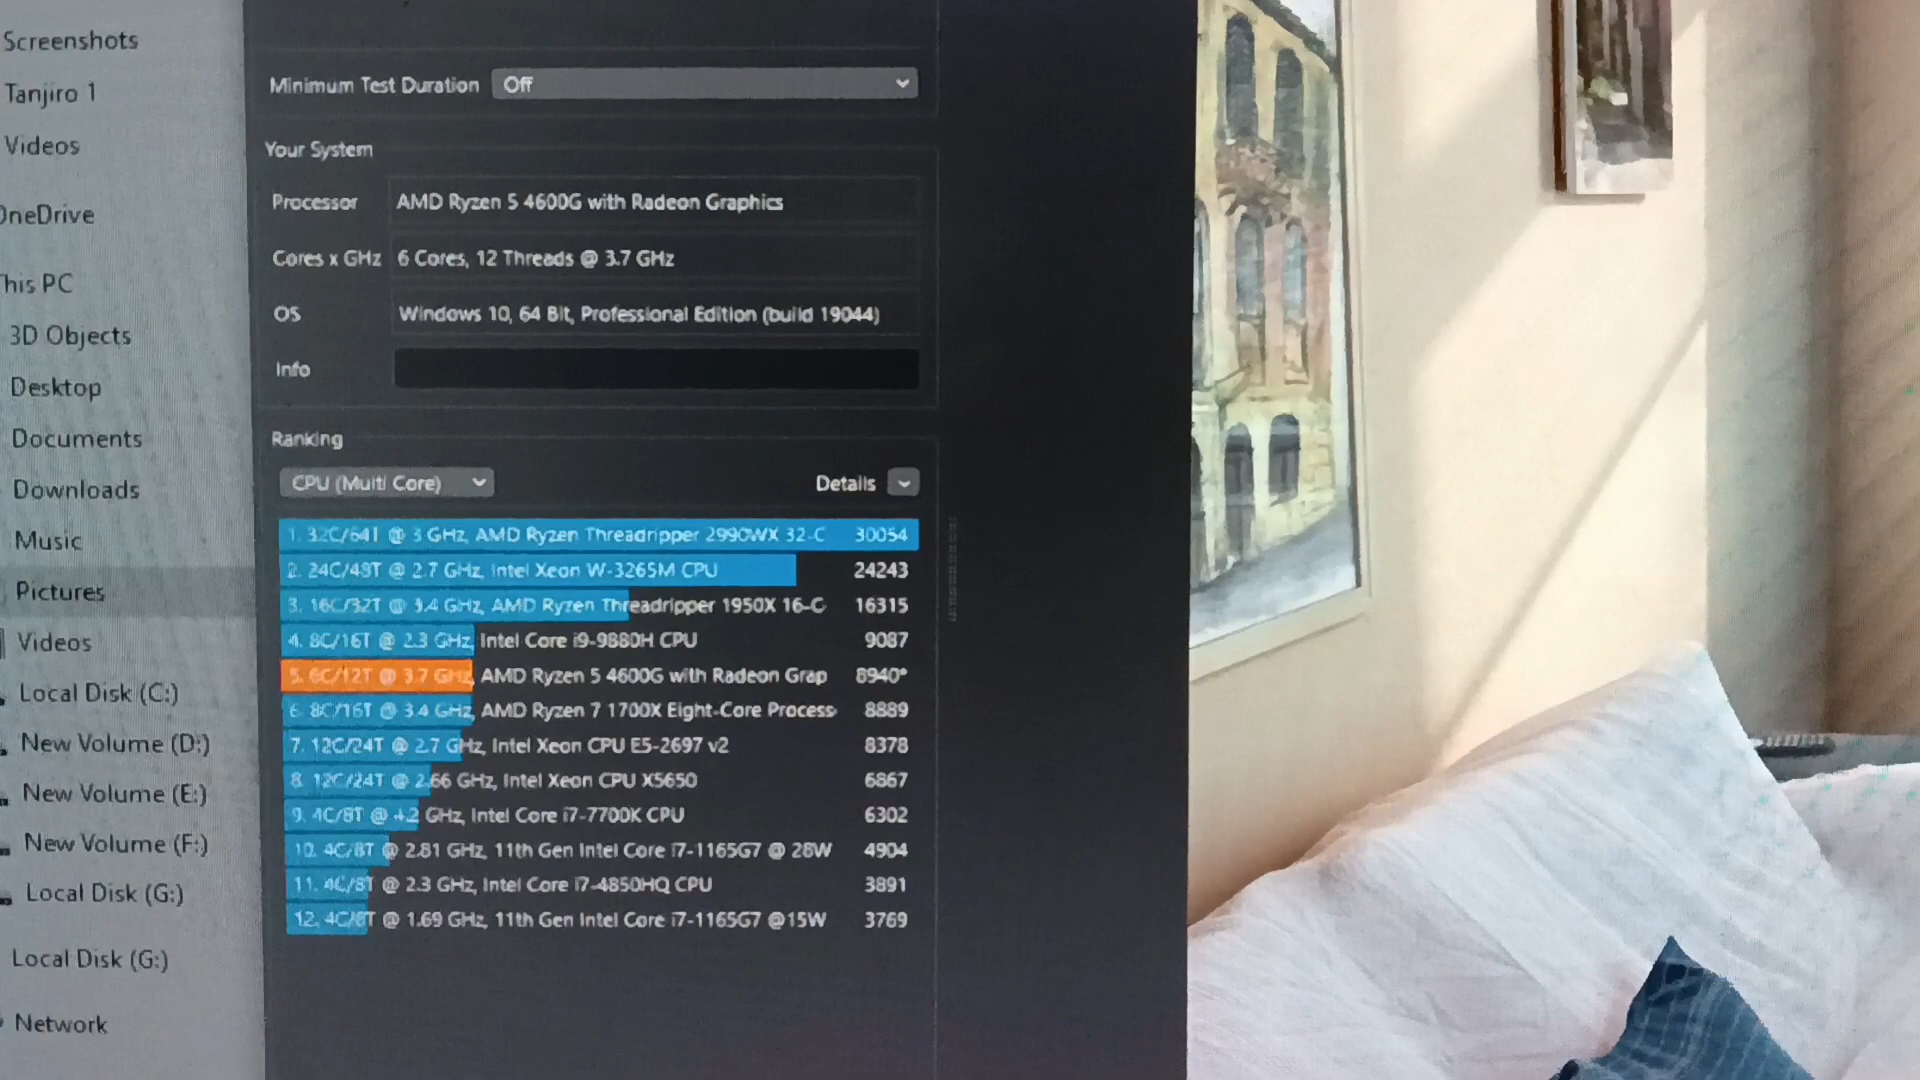 Screenshots
Tanjiro 1
Videos
OneDrive
This PC
3D Objects
Desktop
Documents
Downloads
Music
Pictures
Videos
Local Disk (C:)
New Volume (D:)
New Volume (E:)
New Volume (F:)
Local Disk (G:)
Local Disk (G:)
Network
Minimum Test Duration Off
Your System
Processor AMD Ryzen 5 4600G with Radeon Graphics
Cores x GHz 6 Cores, 12 Threads @ 3.7 GHz
OS Windows 10, 64 Bit, Professional Edition (build 19044)
Info
Ranking
CPU (Multi Core) Details
1. 32C/64T @ 3 GHz, AMD Ryzen Threadripper 2990WX 32-C 30054
2. 24C/48T @ 2.7 GHz, Intel Xeon W-3265M CPU 24243
3. 16C/32T @ 3.4 GHz, AMD Ryzen Threadripper 1950X 16-C 16315
4. 8C/16T @ 2.3 GHz, Intel Core i9-9880H CPU 9087
5. 6C/12T @ 3.7 GHz, AMD Ryzen 5 4600G with Radeon Grap 8940*
6. 8C/16T @ 3.4 GHz, AMD Ryzen 7 1700X Eight-Core Process 8889
7. 12C/24T @ 2.7 GHz, Intel Xeon CPU E5-2697 v2 8378
8. 12C/24T @ 2.66 GHz, Intel Xeon CPU X5650 6867
9. 4C/8T @ 4.2 GHz, Intel Core i7-7700K CPU 6302
10. 4C/8T @ 2.81 GHz, 11th Gen Intel Core i7-1165G7 @ 28W 4904
11. 4C/8T @ 2.3 GHz, Intel Core i7-4850HQ CPU 3891
12. 4C/8T @ 1.69 GHz, 11th Gen Intel Core i7-1165G7 @15W 3769